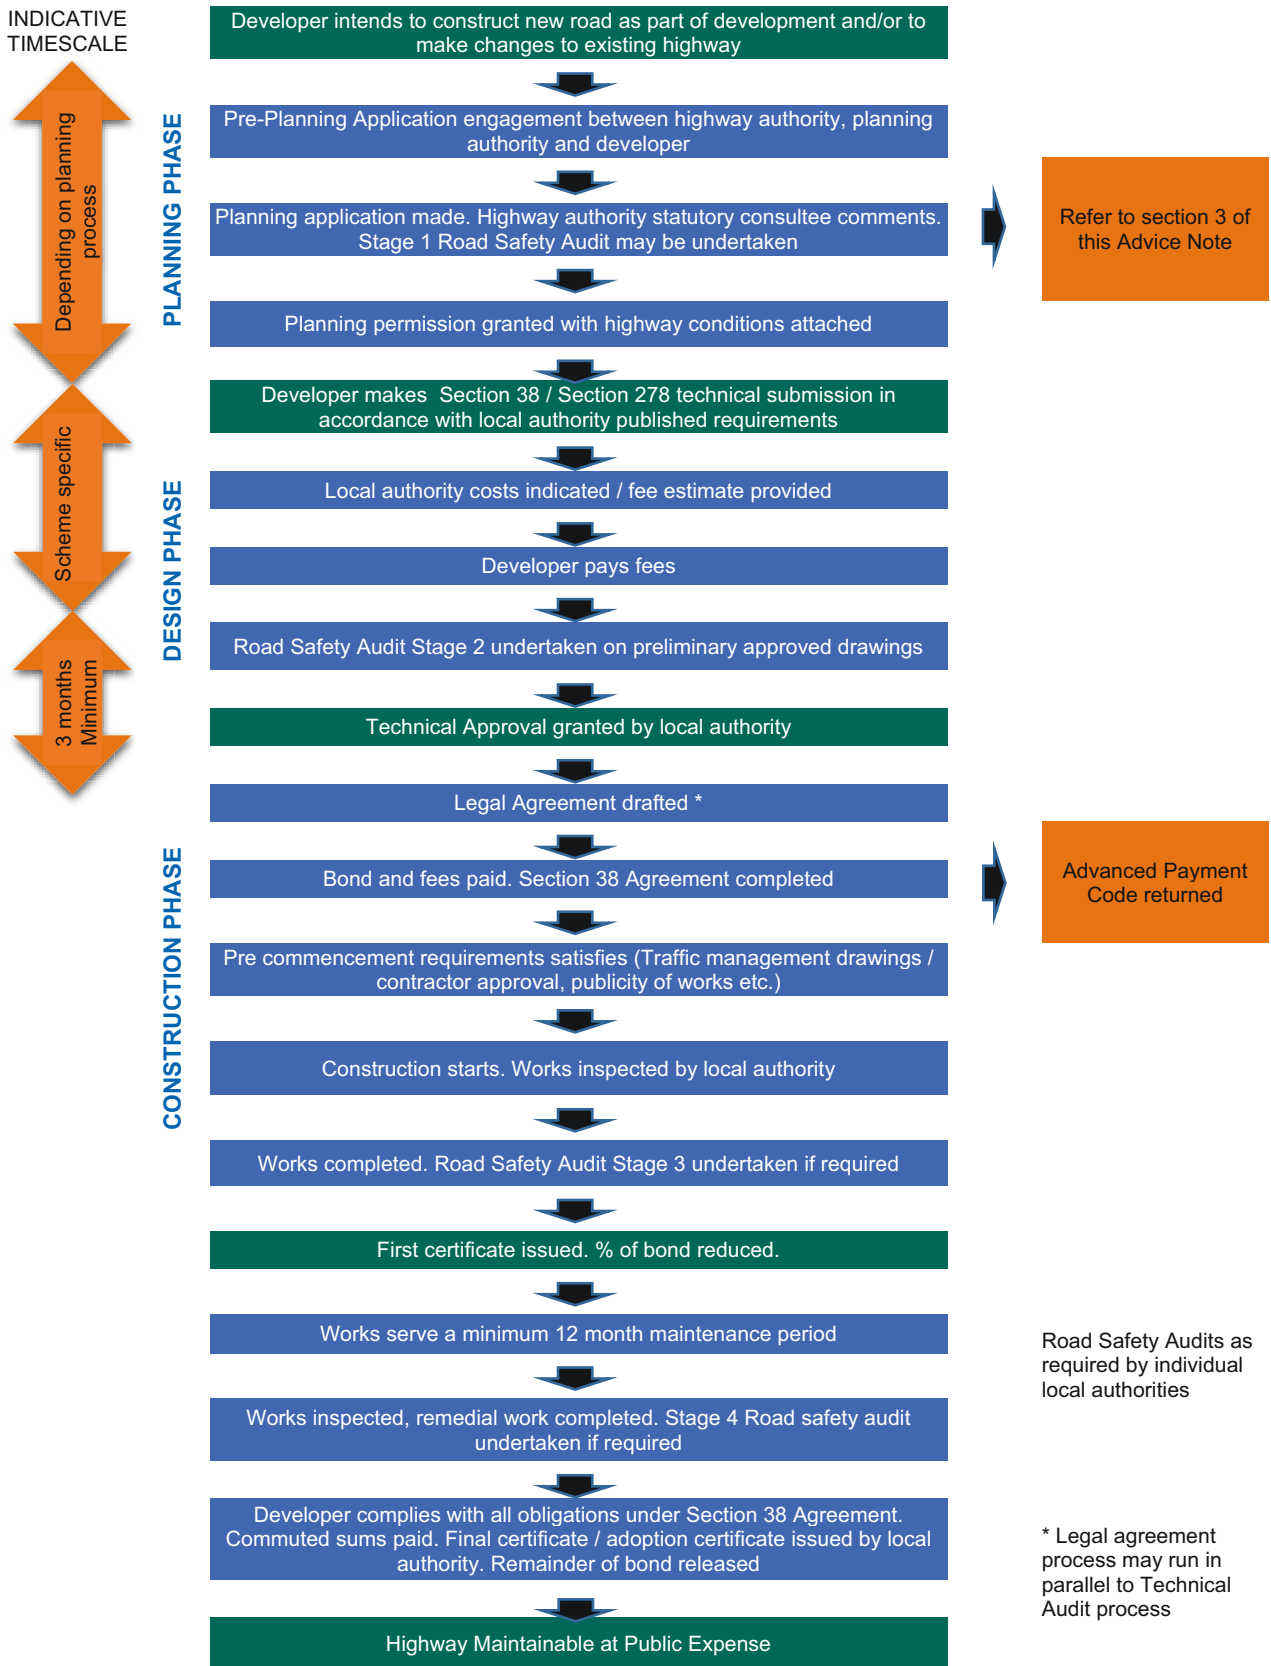 INDICATIVE
TIMESCALE
Developer intends to construct new road as part of development and/or to
make changes to existing highway
Depending on planning
process
PLANNING PHASE
Pre-Planning Application engagement between highway authority, planning
authority and developer
Planning application made. Highway authority statutory consultee comments.
Stage 1 Road Safety Audit may be undertaken
Refer to section 3 of
this Advice Note
Planning permission granted with highway conditions attached
Scheme specific
DESIGN PHASE
Developer makes  Section 38 / Section 278 technical submission in
accordance with local authority published requirements
Local authority costs indicated / fee estimate provided
Developer pays fees
3 months
Minimum
Road Safety Audit Stage 2 undertaken on preliminary approved drawings
Technical Approval granted by local authority
Legal Agreement drafted *
CONSTRUCTION PHASE
Bond and fees paid. Section 38 Agreement completed
Advanced Payment
Code returned
Pre commencement requirements satisfies (Traffic management drawings /
contractor approval, publicity of works etc.)
Construction starts. Works inspected by local authority
Works completed. Road Safety Audit Stage 3 undertaken if required
First certificate issued. % of bond reduced.
Works serve a minimum 12 month maintenance period
Road Safety Audits as
required by individual
local authorities
Works inspected, remedial work completed. Stage 4 Road safety audit
undertaken if required
Developer complies with all obligations under Section 38 Agreement.
Commuted sums paid. Final certificate / adoption certificate issued by local
authority. Remainder of bond released
* Legal agreement
process may run in
parallel to Technical
Audit process
Highway Maintainable at Public Expense